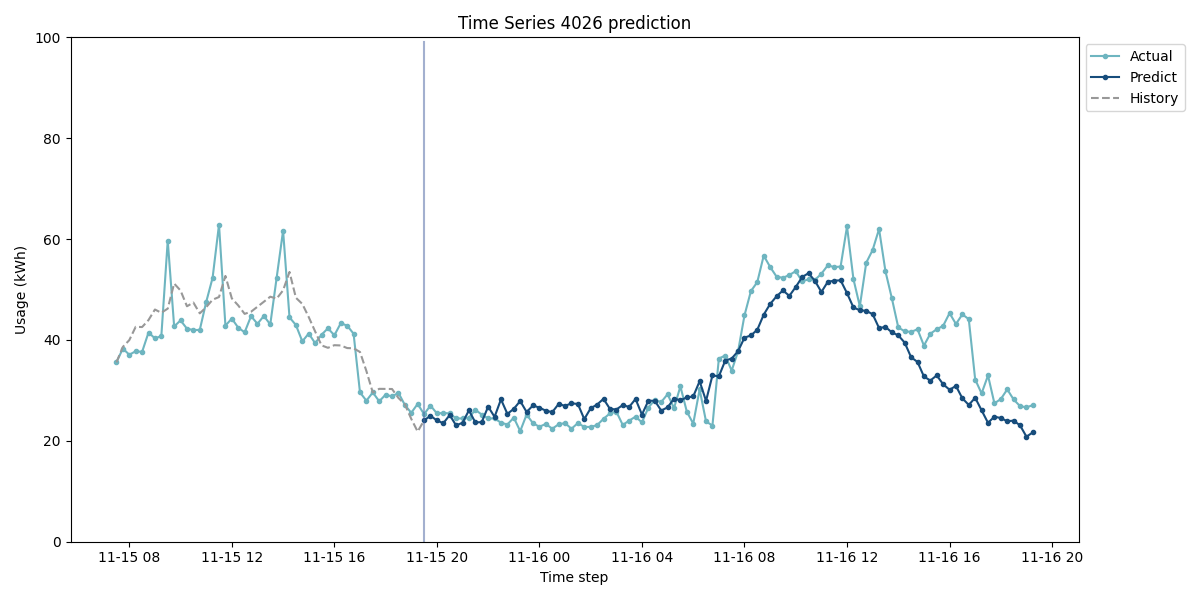 Time Series 4026 prediction
100
80
60
40
20
0
Usage (kWh)
11-15 08
11-15 12
11-15 16
11-15 20
11-16 00
11-16 04
11-16 08
11-16 12
11-16 16
11-16 20
Time step
Actual
Predict
History